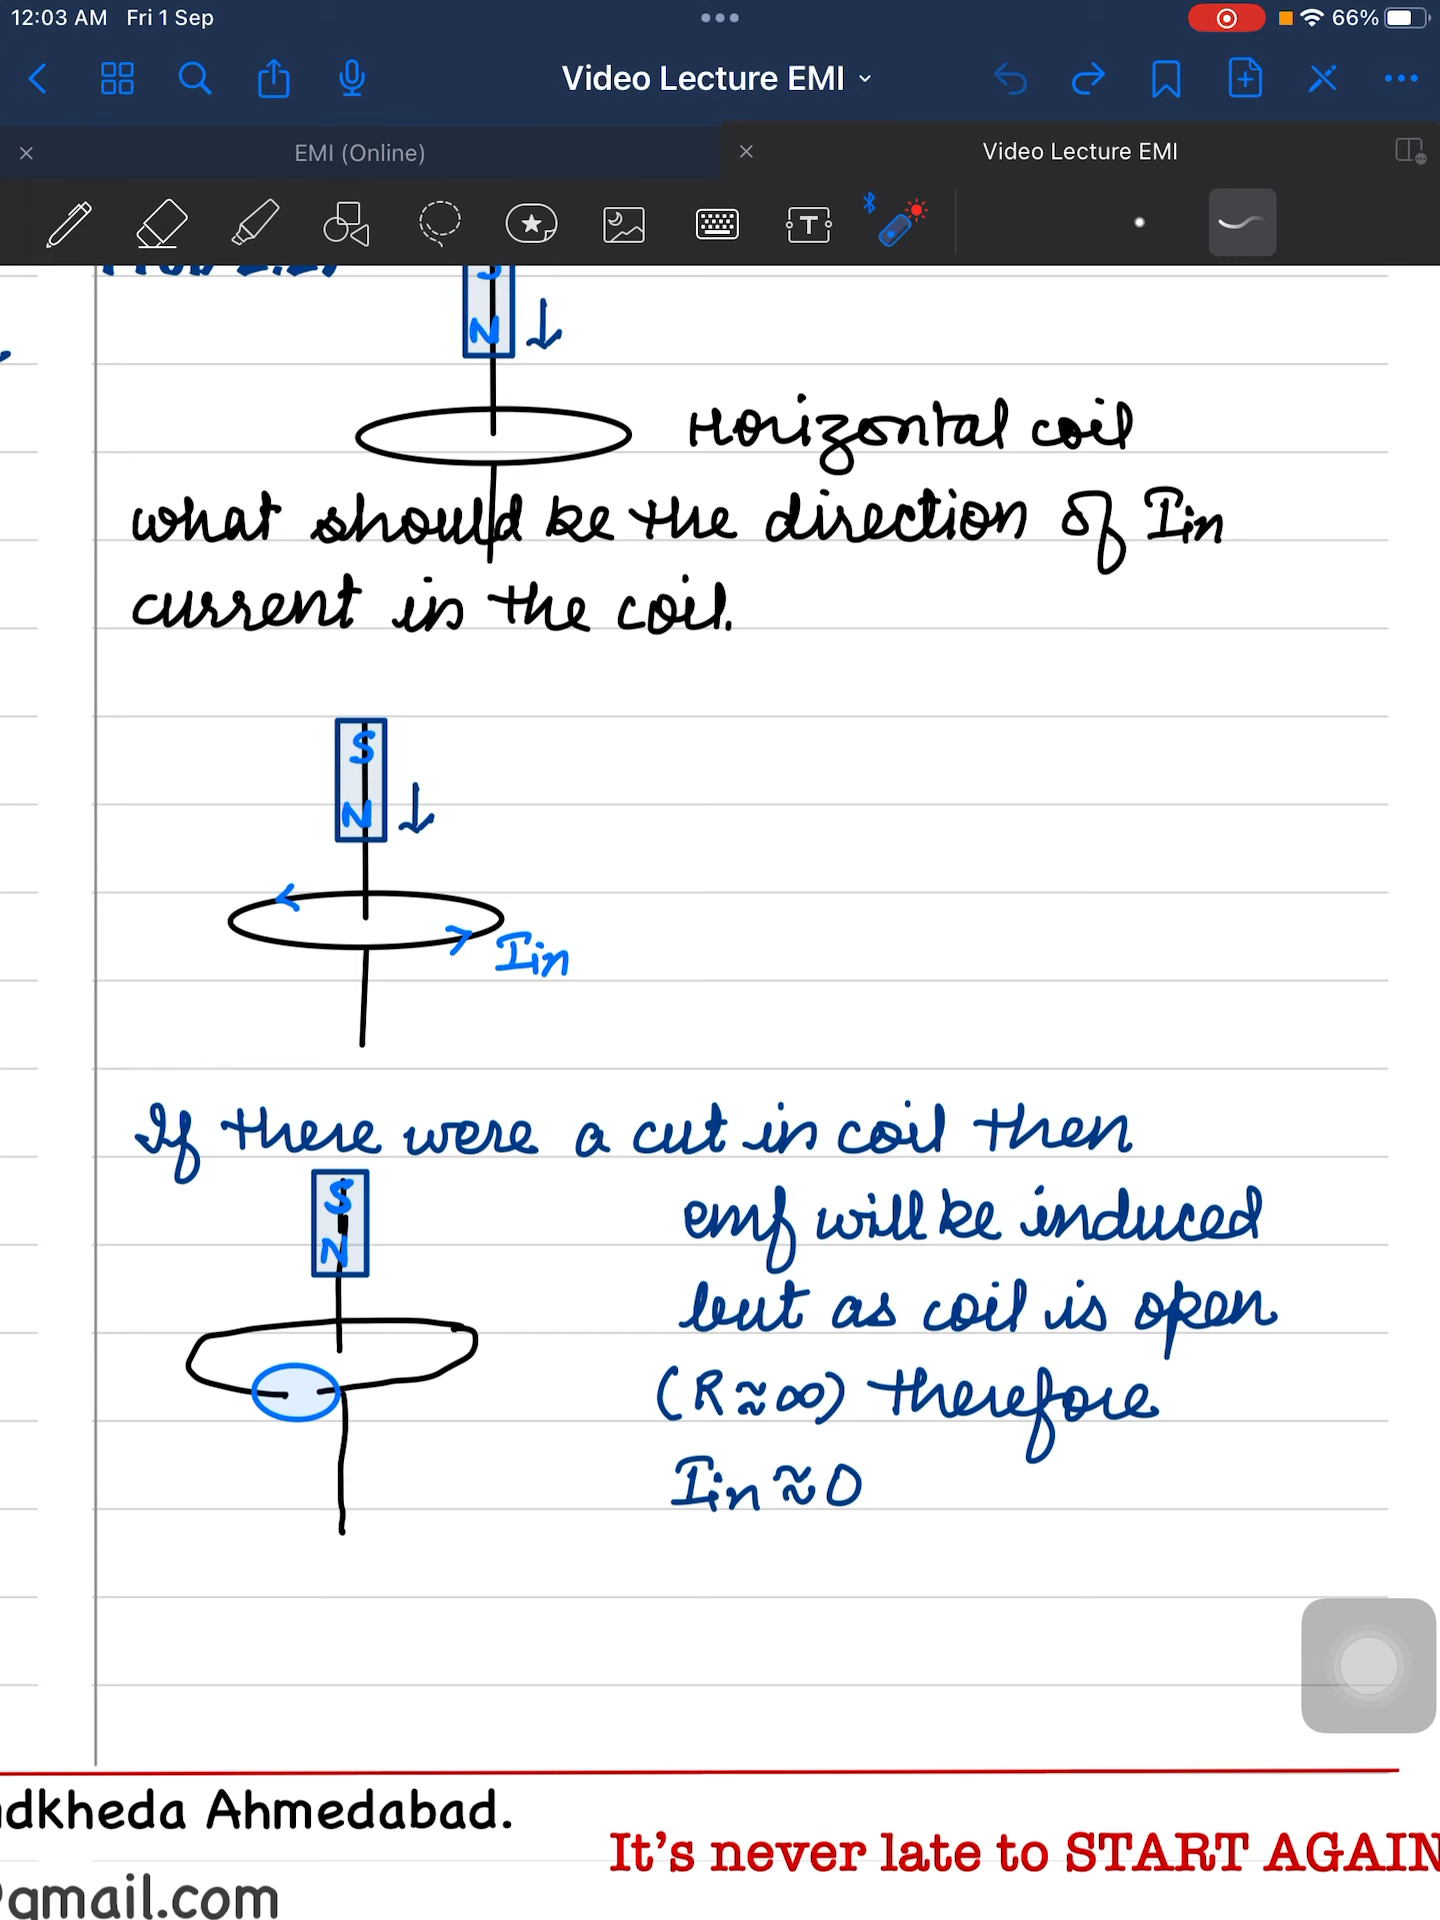 12:03 AM Fri 1 Sep
66%
Video Lecture EMI
EMI (Online)
Video Lecture EMI
T
S
N
Horizontal coil
what should be the direction of Iin
current in the coil.
S
N
Iin
If there were a cut in coil then
S
N
emf will be induced
but as coil is open
(R ≈ ∞) therefore
Iin ≈ 0
dkheda Ahmedabad.
It's never late to START AGAIN
@gmail.com